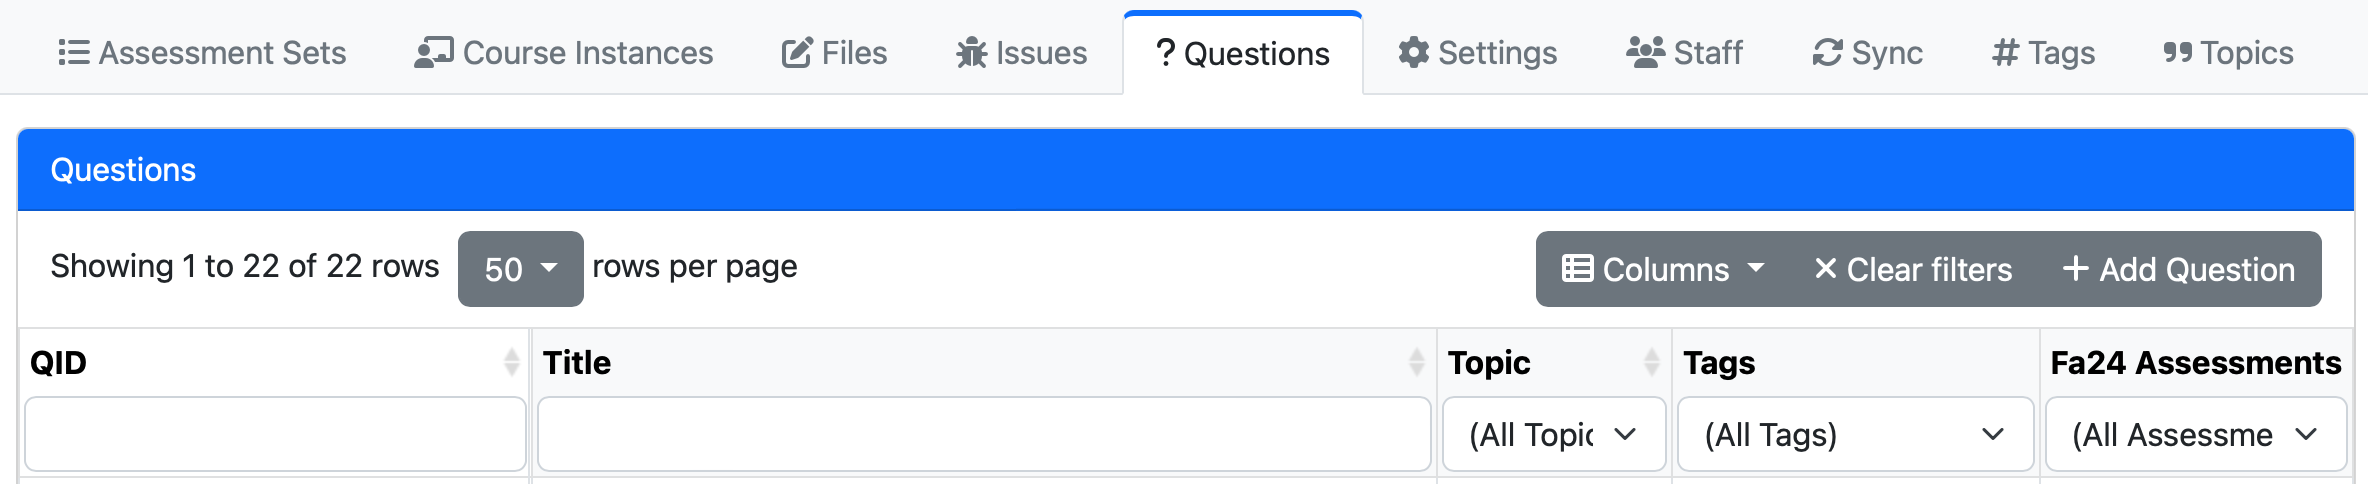 Assessment Sets Course Instances Files Issues ? Questions Settings Staff Sync # Tags Topics
Questions
Showing 1 to 22 of 22 rows 50 rows per page Columns Clear filters + Add Question
QID Title Topic Tags Fa24 Assessments
(All Topic (All Tags) (All Assessme